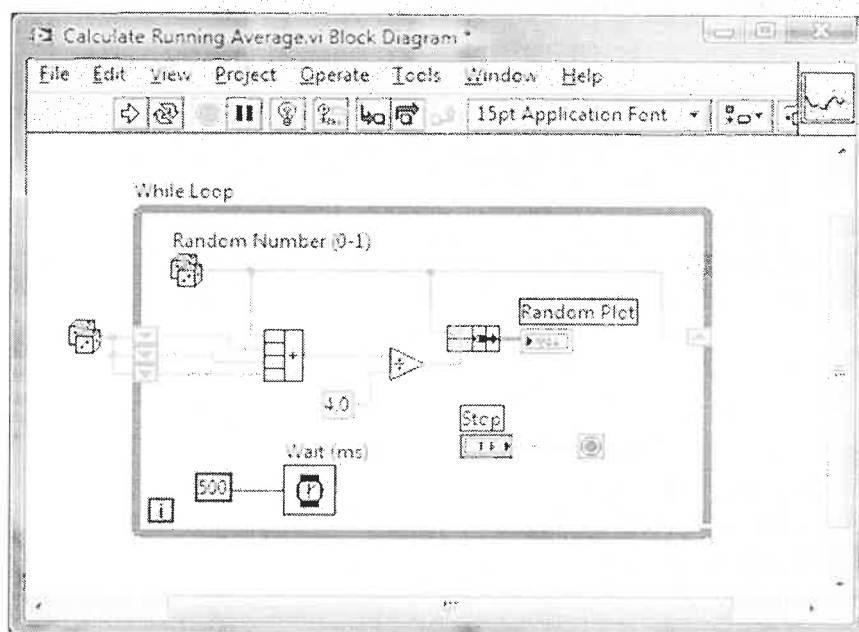 Calculate Running Average.vi Block Diagram *
File Edit View Project Operate Tools Window Help
15pt Application Font
While Loop
Random Number (0-1)
Random Plot
4.0
Stop
Wait (ms)
500
i